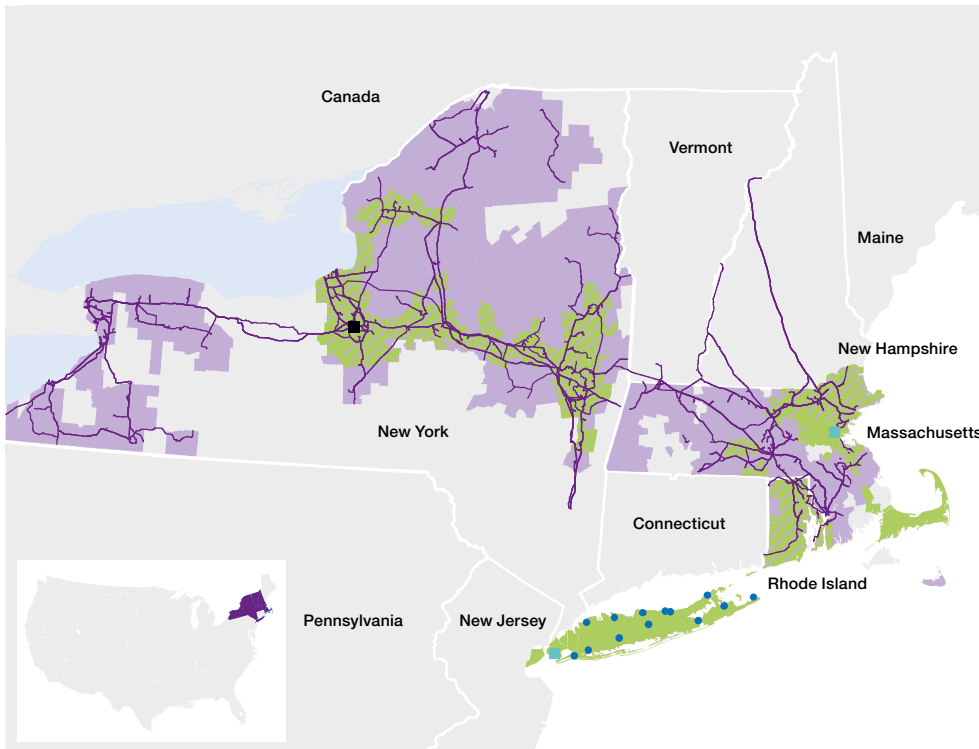 Canada
Vermont
Maine
New Hampshire
New York
Massachusetts
Connecticut
Rhode Island
Pennsylvania
New Jersey